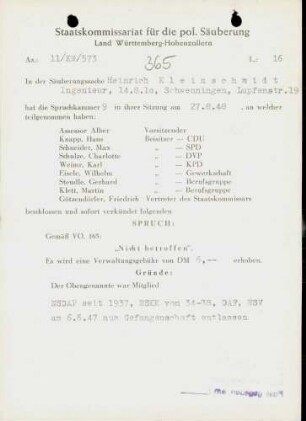 Staatskommissariat für die pol. Säuberung
Land Württemberg-Hohenzollern
Az.: 11/XV/573
365
L: 16
In der Säuberungssache Heinrich Kleinschmidt
Ingenieur, 14.8.10, Schwenningen, Lupfenstr.19
hat die Spruchkammer 9 in ihrer Sitzung am 27.8.48, an welcher
teilgenommen haben:
Assessor Alber Vorsitzender
Knapp, Hans Beisitzer — CDU
Schneider, Max „ — SPD
Schulze, Charlotte „ — DVP
Weiner, Karl „ — KPD
Eisele, Wilhelm „ — Gewerkschaft
Stendle, Gerhard „ — Berufsgruppe
Klett, Martin „ — Berufsgruppe
Götzendörfer, Friedrich Vertreter des Staatskommissars
beschlossen und sofort verkündet folgenden
SPRUCH:
Gemäß VO. 165:
„Nicht betroffen“.
Es wird eine Verwaltungsgebühr von DM 6,-- erhoben.
Gründe:
Der Obengenannte war Mitglied
NSDAP seit 1937, NSKK vom 34-38, DAF, NSV
am 6.6.47 aus Gefangenschaft entlassen